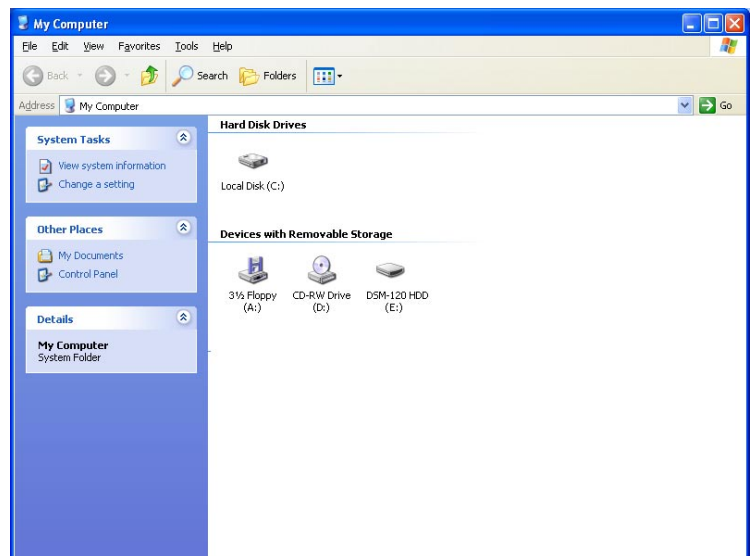 My Computer
File Edit View Favorites Tools Help
Back Search Folders
Address My Computer Go
System Tasks
View system information
Change a setting
Other Places
My Documents
Control Panel
Details
My Computer
System Folder
Hard Disk Drives
Local Disk (C:)
Devices with Removable Storage
3½ Floppy (A:)
CD-RW Drive (D:)
DSM-120 HDD (E:)